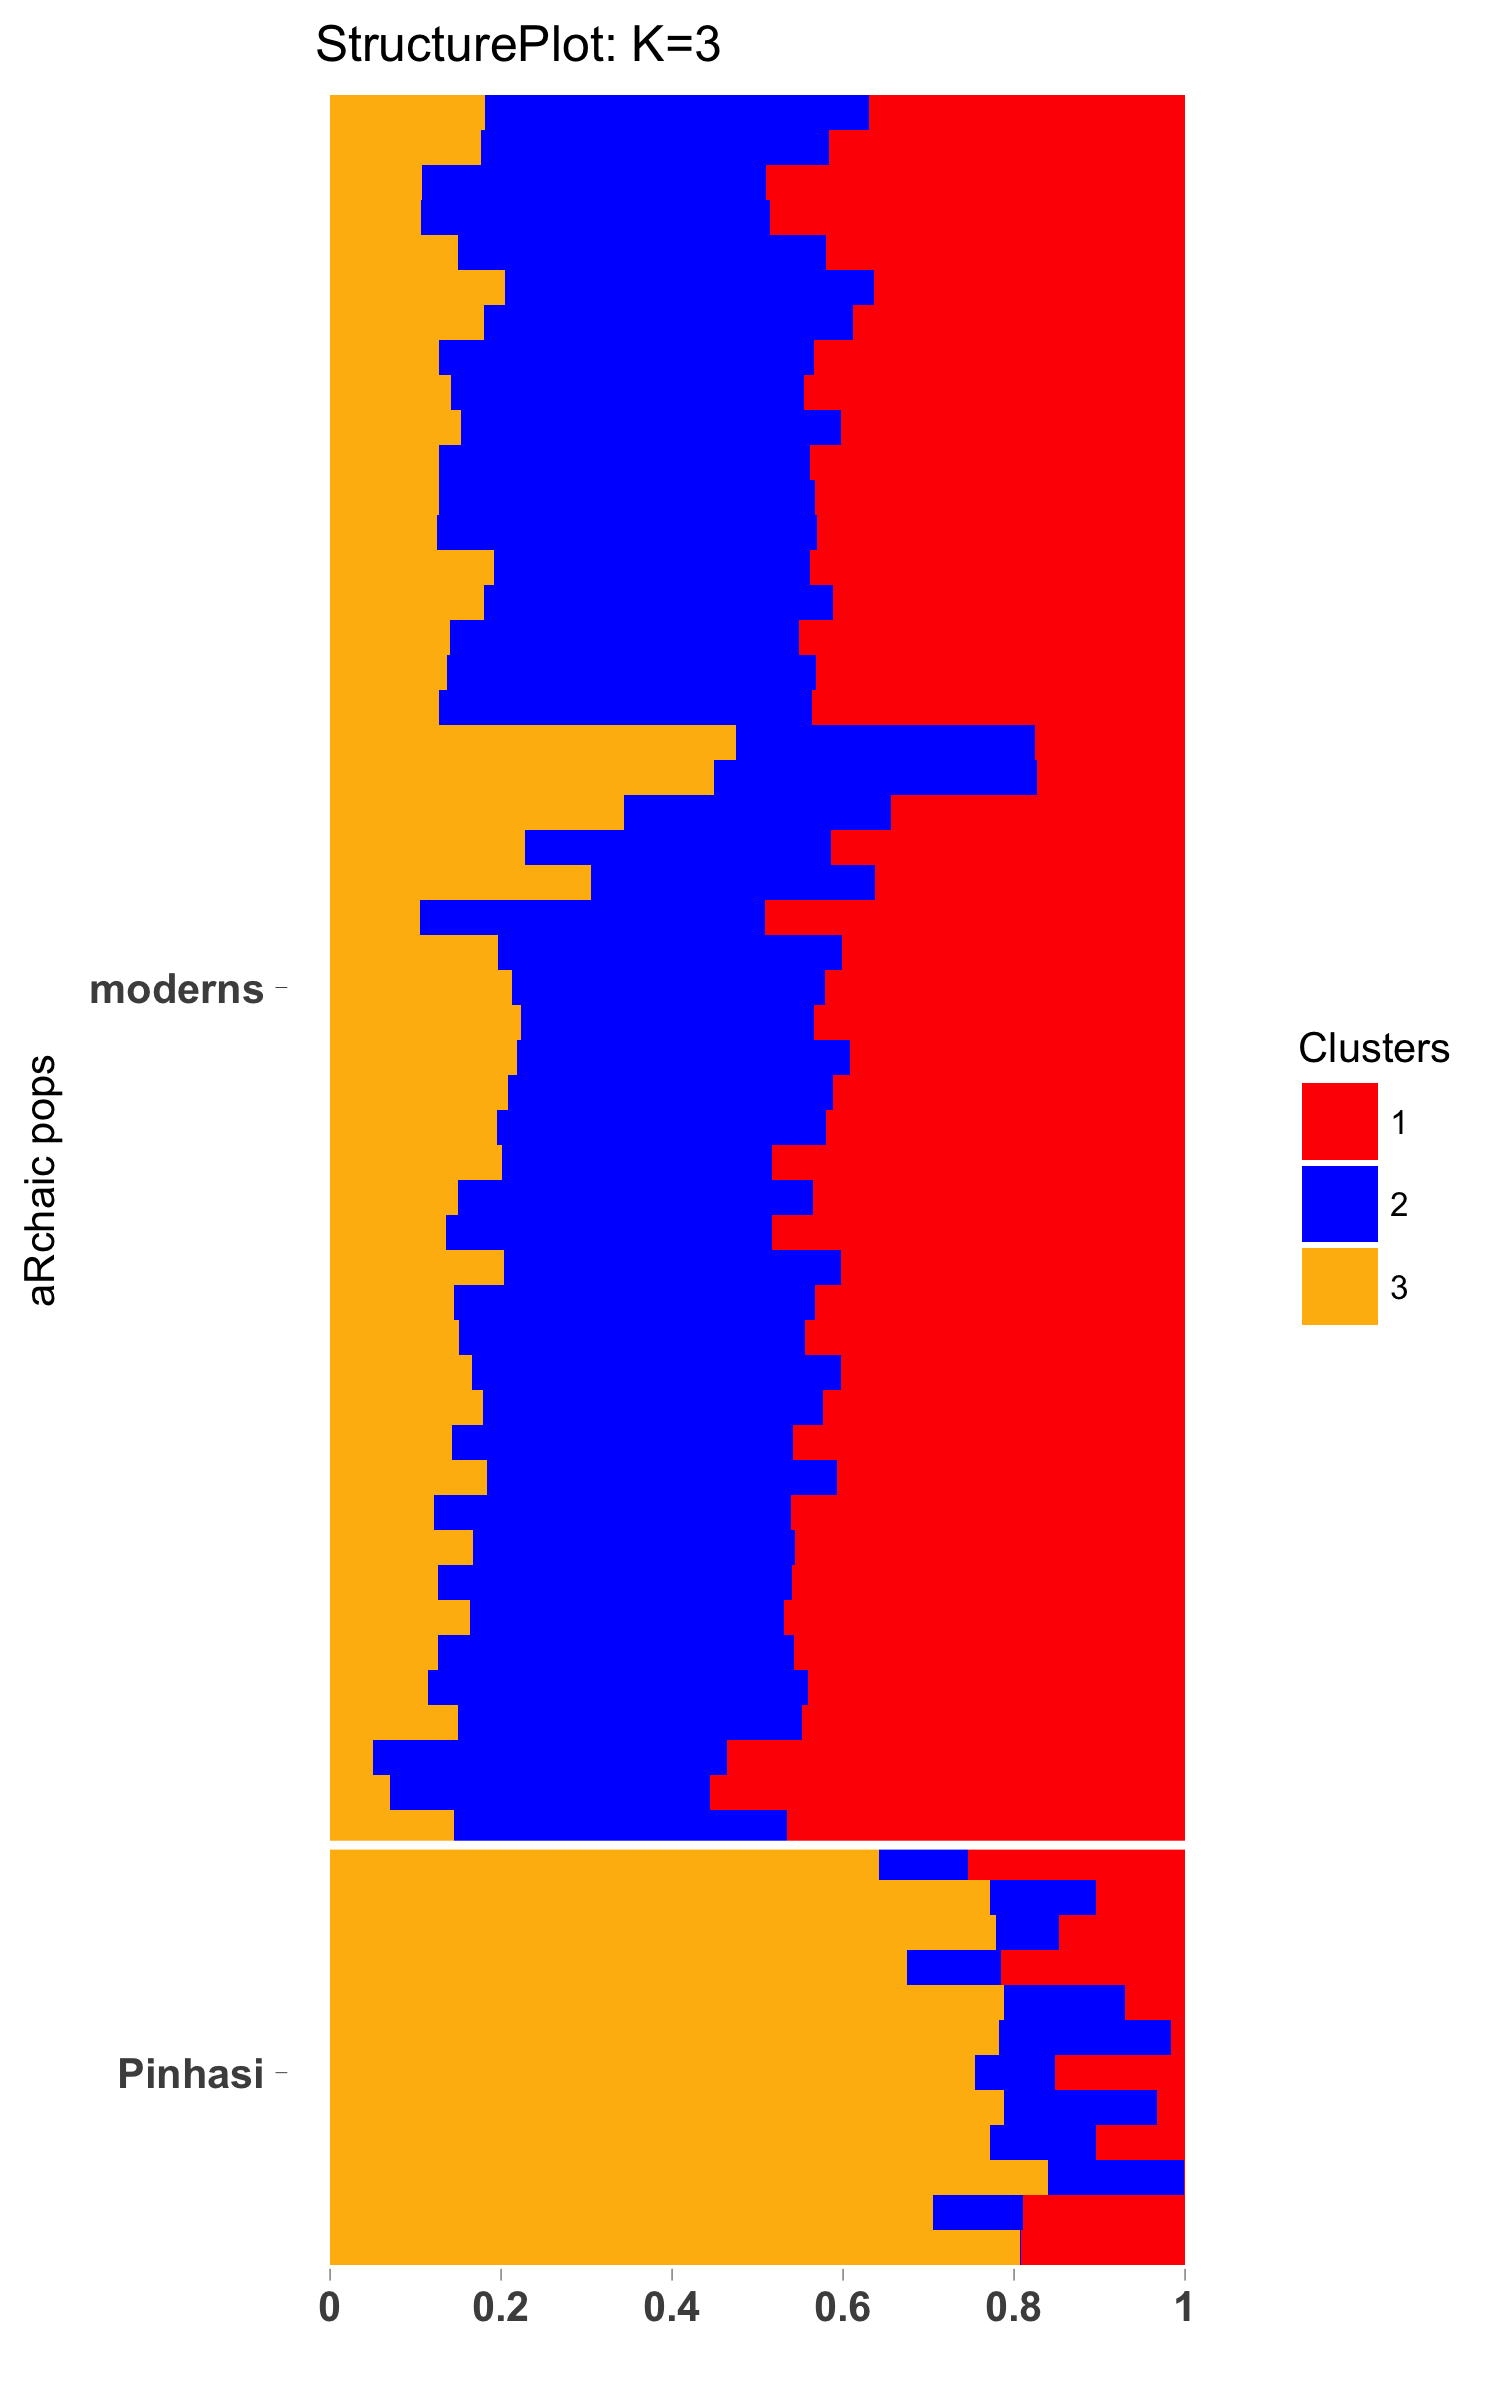 StructurePlot: K=3
moderns
aRchaic pops
Pinhasi
0 0.2 0.4 0.6 0.8 1
Clusters
1
2
3